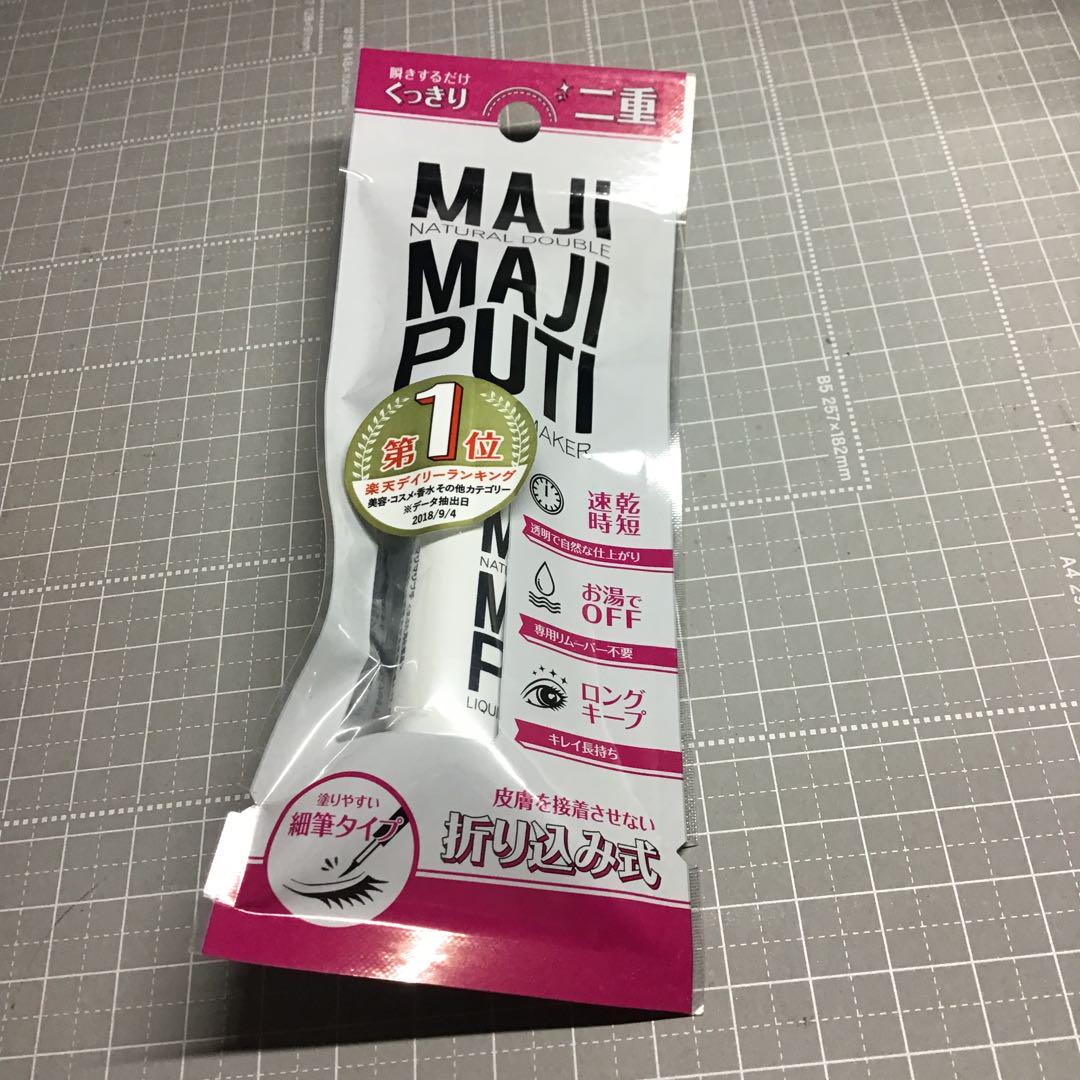 瞬きするだけ
くっきり
二重
MAJI
NATURAL DOUBLE
MAJI
PUTI
MAKER
第1位
楽天デイリーランキング
美容・コスメ・香水その他カテゴリー
※データ抽出日
2018/9/4
速乾
時短
透明で自然な仕上がり
お湯で
OFF
専用リムーバー不要
ロング
キープ
キレイ長持ち
塗りやすい
細筆タイプ
皮膚を接着させない
折り込み式
B5 257×182mm